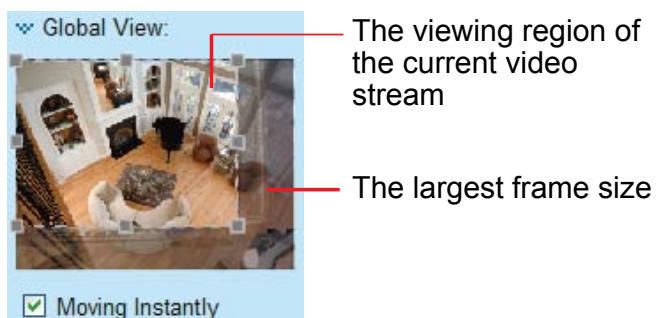 Global View:
The viewing region of
the current video
stream
The largest frame size
Moving Instantly